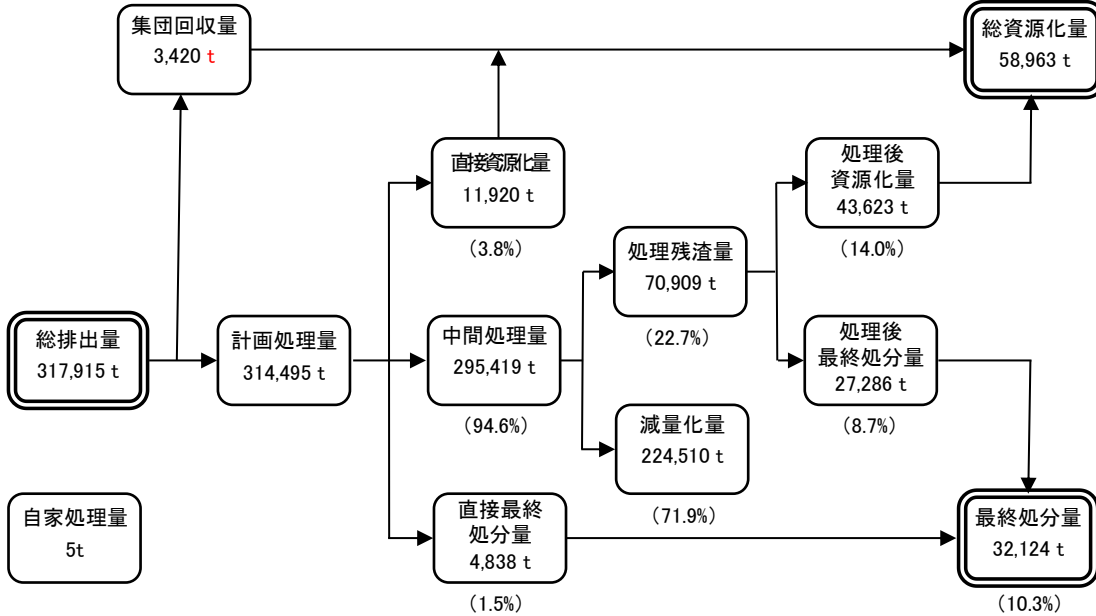 集団回収量
3,420 t
総資源化量
58,963 t
直接資源化量
11,920 t
(3.8%)
処理後
資源化量
43,623 t
(14.0%)
処理残渣量
70,909 t
(22.7%)
総排出量
317,915 t
計画処理量
314,495 t
中間処理量
295,419 t
(94.6%)
処理後
最終処分量
27,286 t
(8.7%)
減量化量
224,510 t
(71.9%)
自家処理量
5t
直接最終
処分量
4,838 t
(1.5%)
最終処分量
32,124 t
(10.3%)